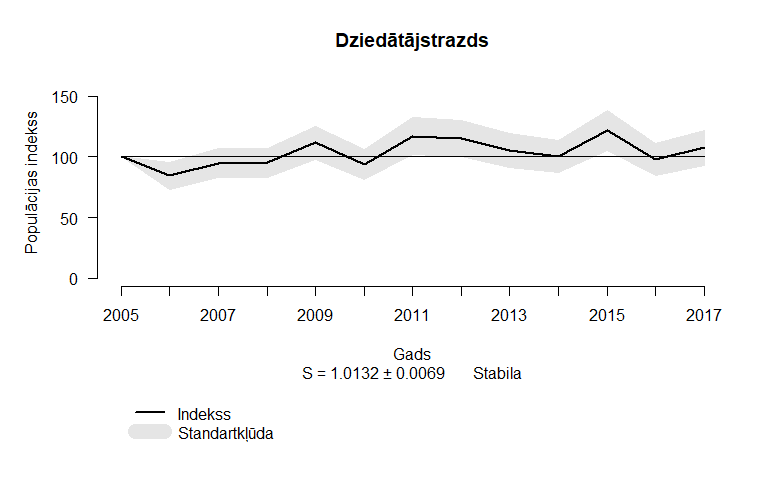 Dziedātājstrazds
Populācijas indekss
150
100
50
0
2005 2007 2009 2011 2013 2015 2017
Gads
S = 1.0132 ± 0.0069 Stabila
Indekss
Standartkļūda